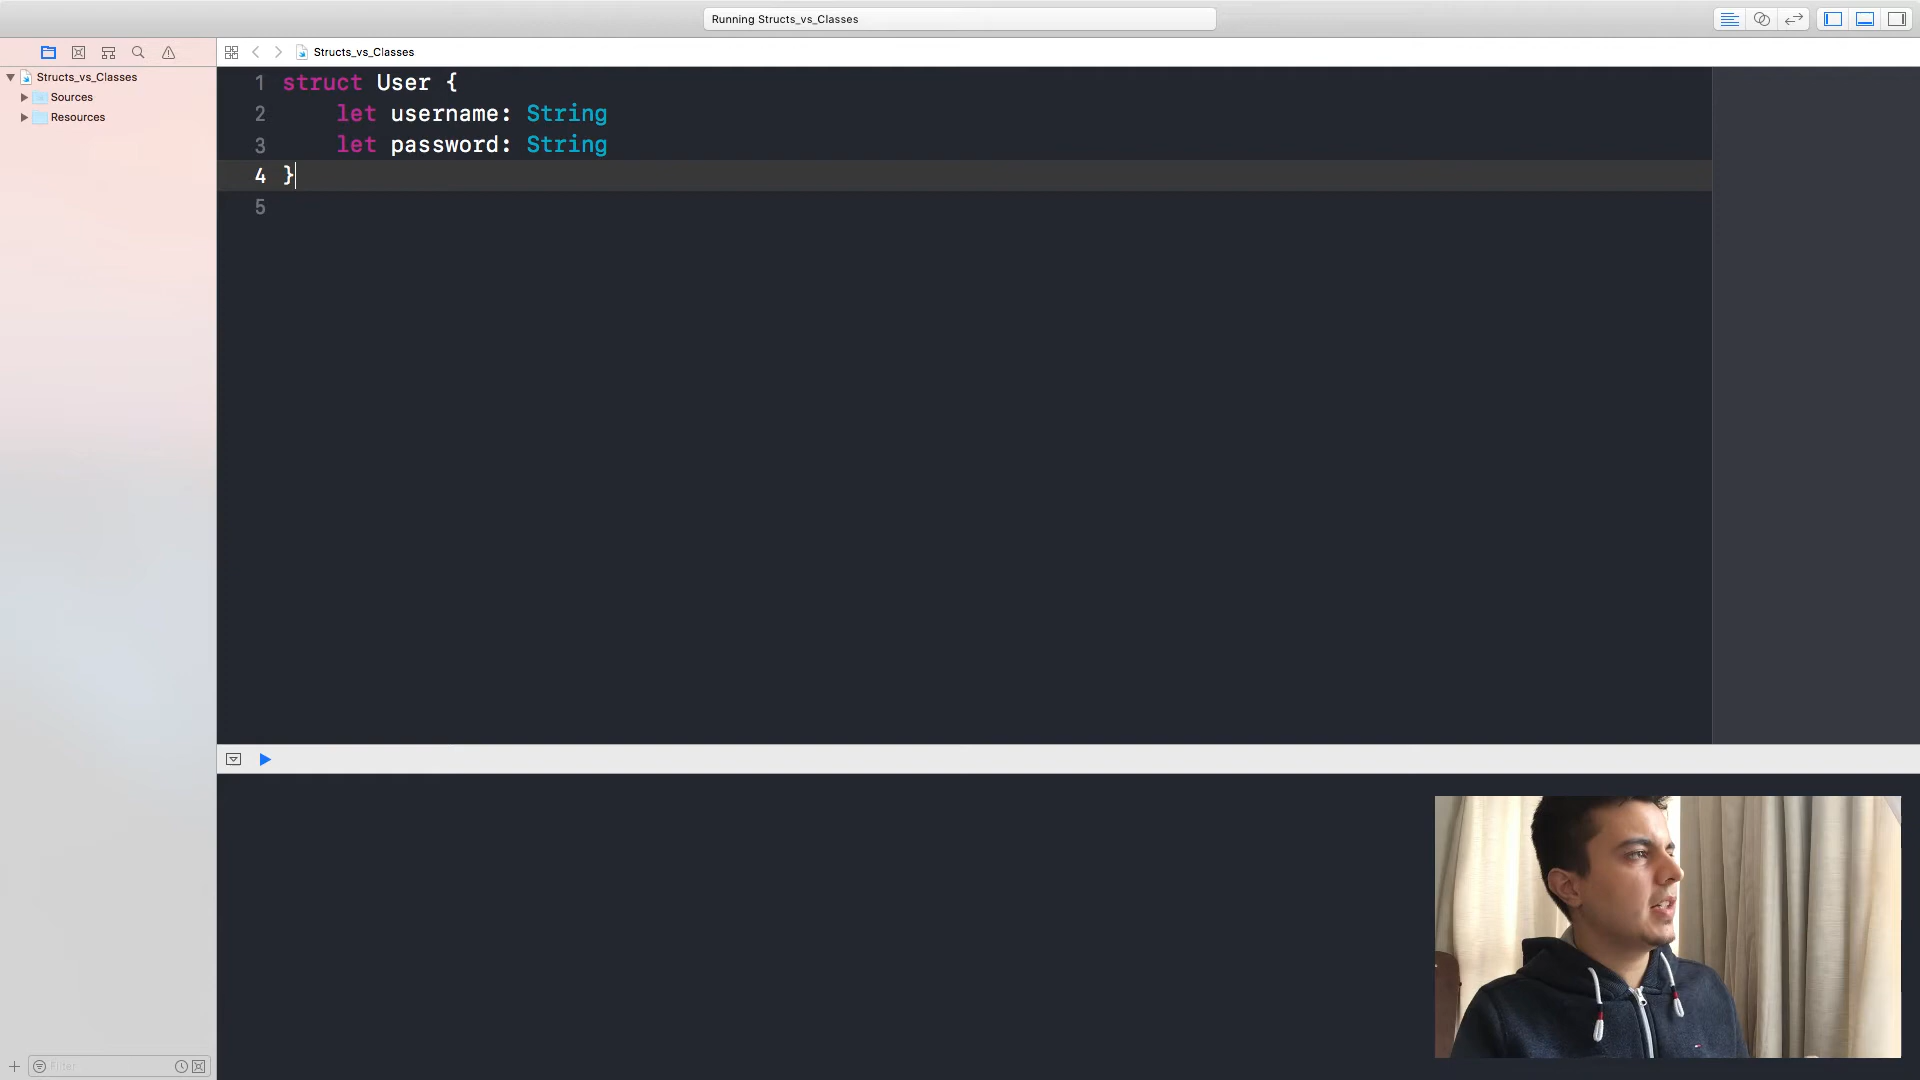 Running Structs_vs_Classes
Structs_vs_Classes
Structs_vs_Classes
Sources
Resources
1 struct User {
2 let username: String
3 let password: String
4 }
5
Filter